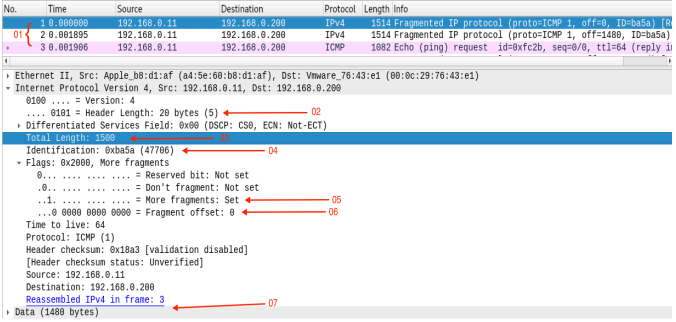 No. Time Source Destination Protocol Length Info
1 0.000000 192.168.0.11 192.168.0.200 IPv4 1514 Fragmented IP protocol (proto=ICMP 1, off=0, ID=ba5a) [Re
01 2 0.001895 192.168.0.11 192.168.0.200 IPv4 1514 Fragmented IP protocol (proto=ICMP 1, off=1480, ID=ba5a)
3 0.001906 192.168.0.11 192.168.0.200 ICMP 1082 Echo (ping) request id=0xfc2b, seq=0/0, ttl=64 (reply i
Ethernet II, Src: Apple_b8:d1:af (a4:5e:60:b8:d1:af), Dst: Vmware_76:43:e1 (00:0c:29:76:43:e1)
Internet Protocol Version 4, Src: 192.168.0.11, Dst: 192.168.0.200
0100 .... = Version: 4
.... 0101 = Header Length: 20 bytes (5) 02
Differentiated Services Field: 0x00 (DSCP: CS0, ECN: Not-ECT)
Total Length: 1500 03
Identification: 0xba5a (47706) 04
Flags: 0x2000, More fragments
0... .... .... .... = Reserved bit: Not set
.0.. .... .... .... = Don't fragment: Not set
..1. .... .... .... = More fragments: Set 05
...0 0000 0000 0000 = Fragment offset: 0 06
Time to live: 64
Protocol: ICMP (1)
Header checksum: 0x18a3 [validation disabled]
[Header checksum status: Unverified]
Source: 192.168.0.11
Destination: 192.168.0.200
Reassembled IPv4 in frame: 3 07
Data (1480 bytes)